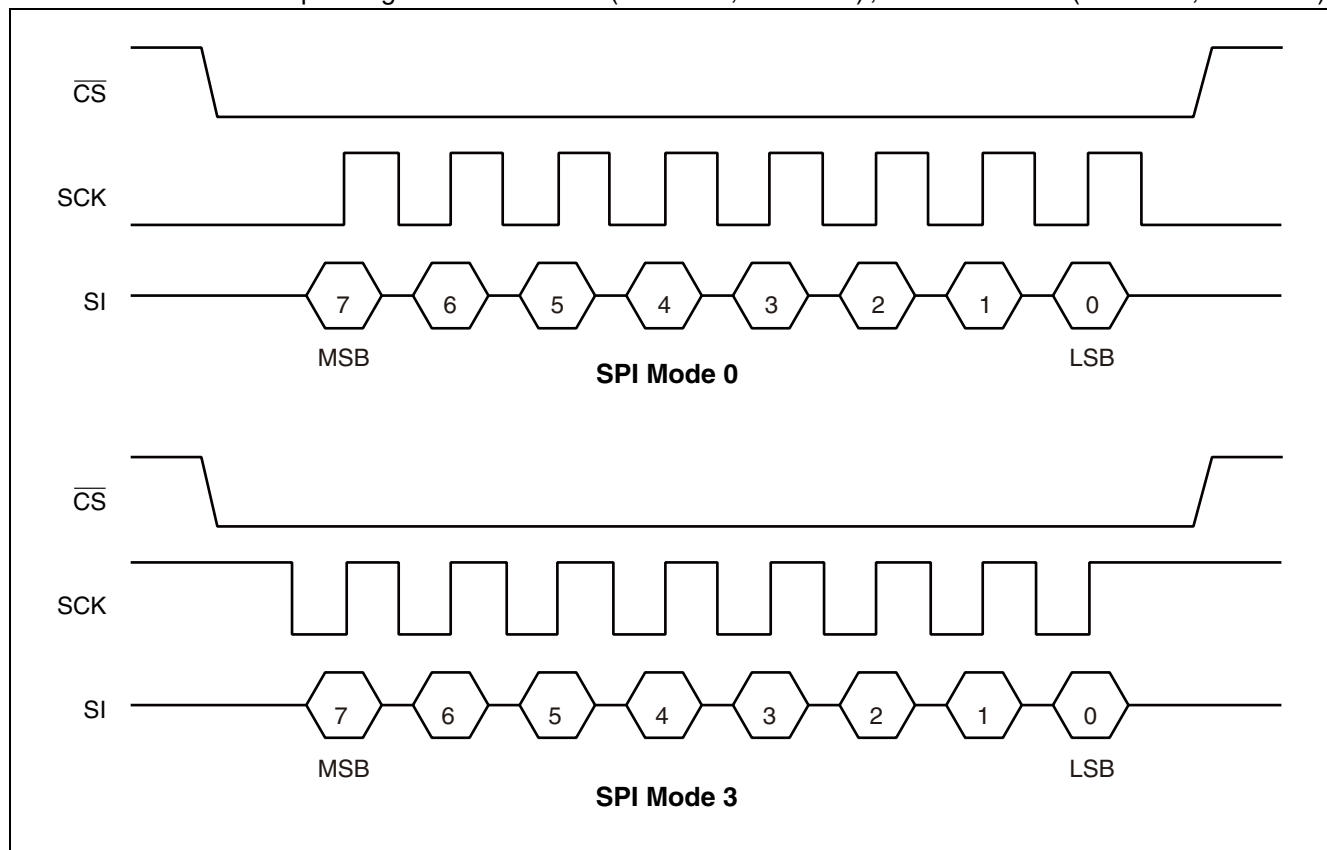 CS
SCK
SI
7 6 5 4 3 2 1 0
MSB LSB
SPI Mode 0
CS
SCK
SI
7 6 5 4 3 2 1 0
MSB LSB
SPI Mode 3